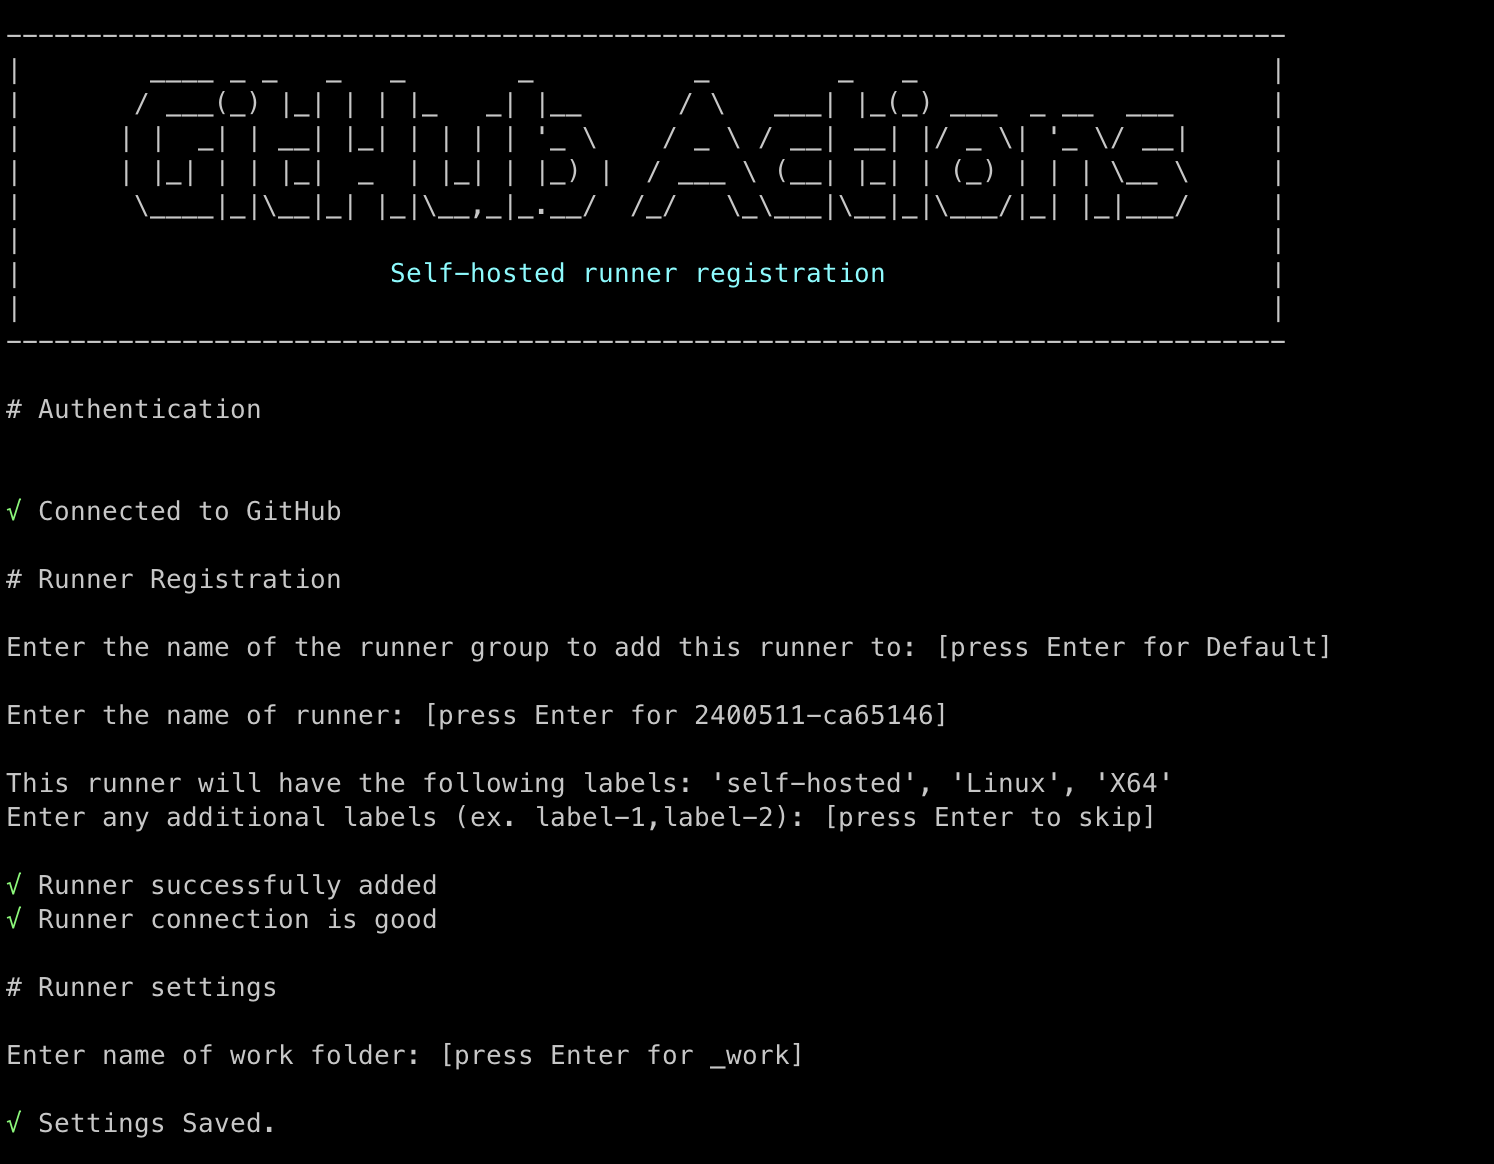 --------------------------------------------------------------------------------
|        ____ _ _   _   _       _          _        _   _                      |
|       / ___(_) |_| | | |_   _| |__      / \   ___| |_(_) ___  _ __  ___      |
|      | |  _| | __| |_| | | | | '_ \    / _ \ / __| __| |/ _ \| '_ \/ __|     |
|      | |_| | | |_|  _  | |_| | |_) |  / ___ \ (__| |_| | (_) | | | \__ \     |
|       \____|_|\__|_| |_|\__,_|_.__/  /_/   \_\___|\__|_|\___/|_| |_|___/     |
|                                                                              |
|                       Self-hosted runner registration                        |
|                                                                              |
--------------------------------------------------------------------------------
# Authentication
√ Connected to GitHub
# Runner Registration
Enter the name of the runner group to add this runner to: [press Enter for Default]
Enter the name of runner: [press Enter for 2400511-ca65146]
This runner will have the following labels: 'self-hosted', 'Linux', 'X64'
Enter any additional labels (ex. label-1,label-2): [press Enter to skip]
√ Runner successfully added
√ Runner connection is good
# Runner settings
Enter name of work folder: [press Enter for _work]
√ Settings Saved.